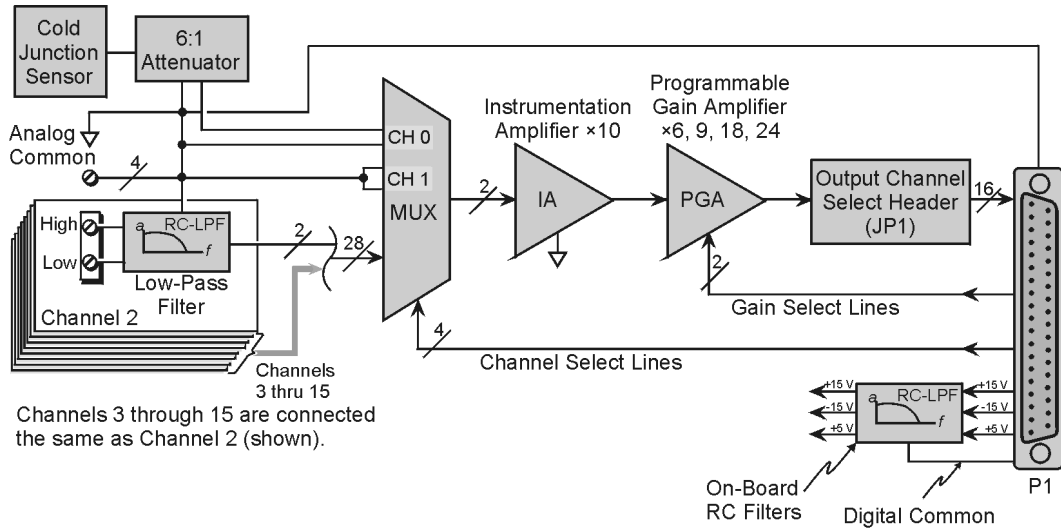 Cold
Junction
Sensor
6:1
Attenuator
Analog
Common
4
CH 0
CH 1
MUX
Instrumentation
Amplifier ×10
2
IA
Programmable
Gain Amplifier
×6, 9, 18, 24
PGA
2
Gain Select Lines
Output Channel
Select Header
(JP1)
16
High
Low
RC-LPF
a
f
Low-Pass
Filter
Channel 2
2
28
Channels
3 thru 15
4
Channel Select Lines
Channels 3 through 15 are connected
the same as Channel 2 (shown).
+15 V
-15 V
+5 V
RC-LPF
a
f
+15 V
-15 V
+5 V
On-Board
RC Filters
Digital Common
P1